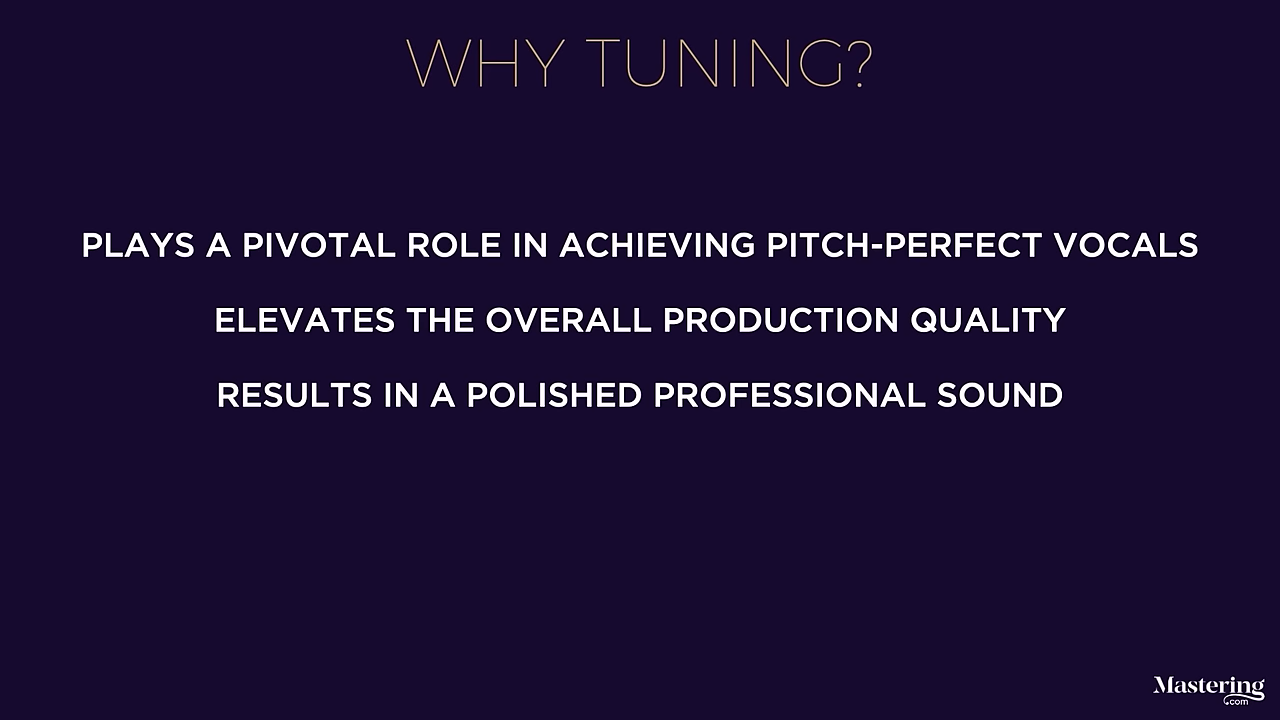 WHY TUNING?
PLAYS A PIVOTAL ROLE IN ACHIEVING PITCH-PERFECT VOCALS
ELEVATES THE OVERALL PRODUCTION QUALITY
RESULTS IN A POLISHED PROFESSIONAL SOUND
Mastering
.com